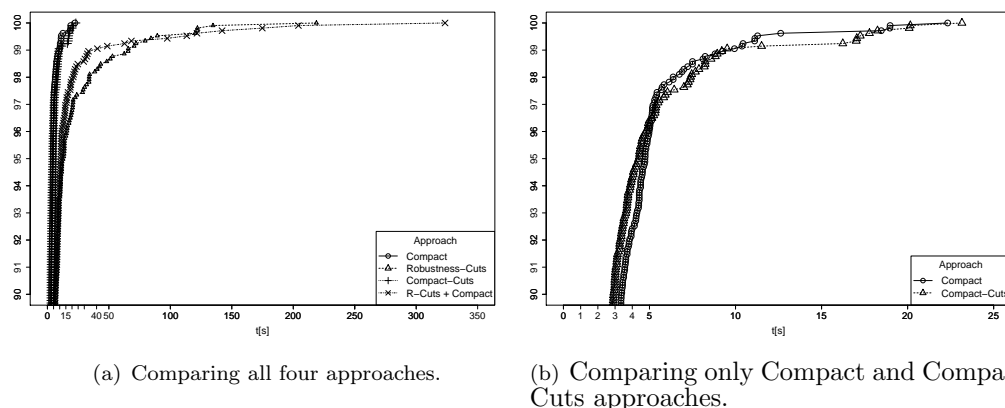 100
99
98
97
96
95
94
93
92
91
90
0 15 40 50 100 150 200 250 300 350
t[s]
Approach
Compact
Robustness-Cuts
Compact-Cuts
R-Cuts + Compact
(a) Comparing all four approaches.
100
99
98
97
96
95
94
93
92
91
90
0 1 2 3 4 5 10 15 20 25
t[s]
Approach
Compact
Compact-Cuts
(b) Comparing only Compact and Compa
Cuts approaches.